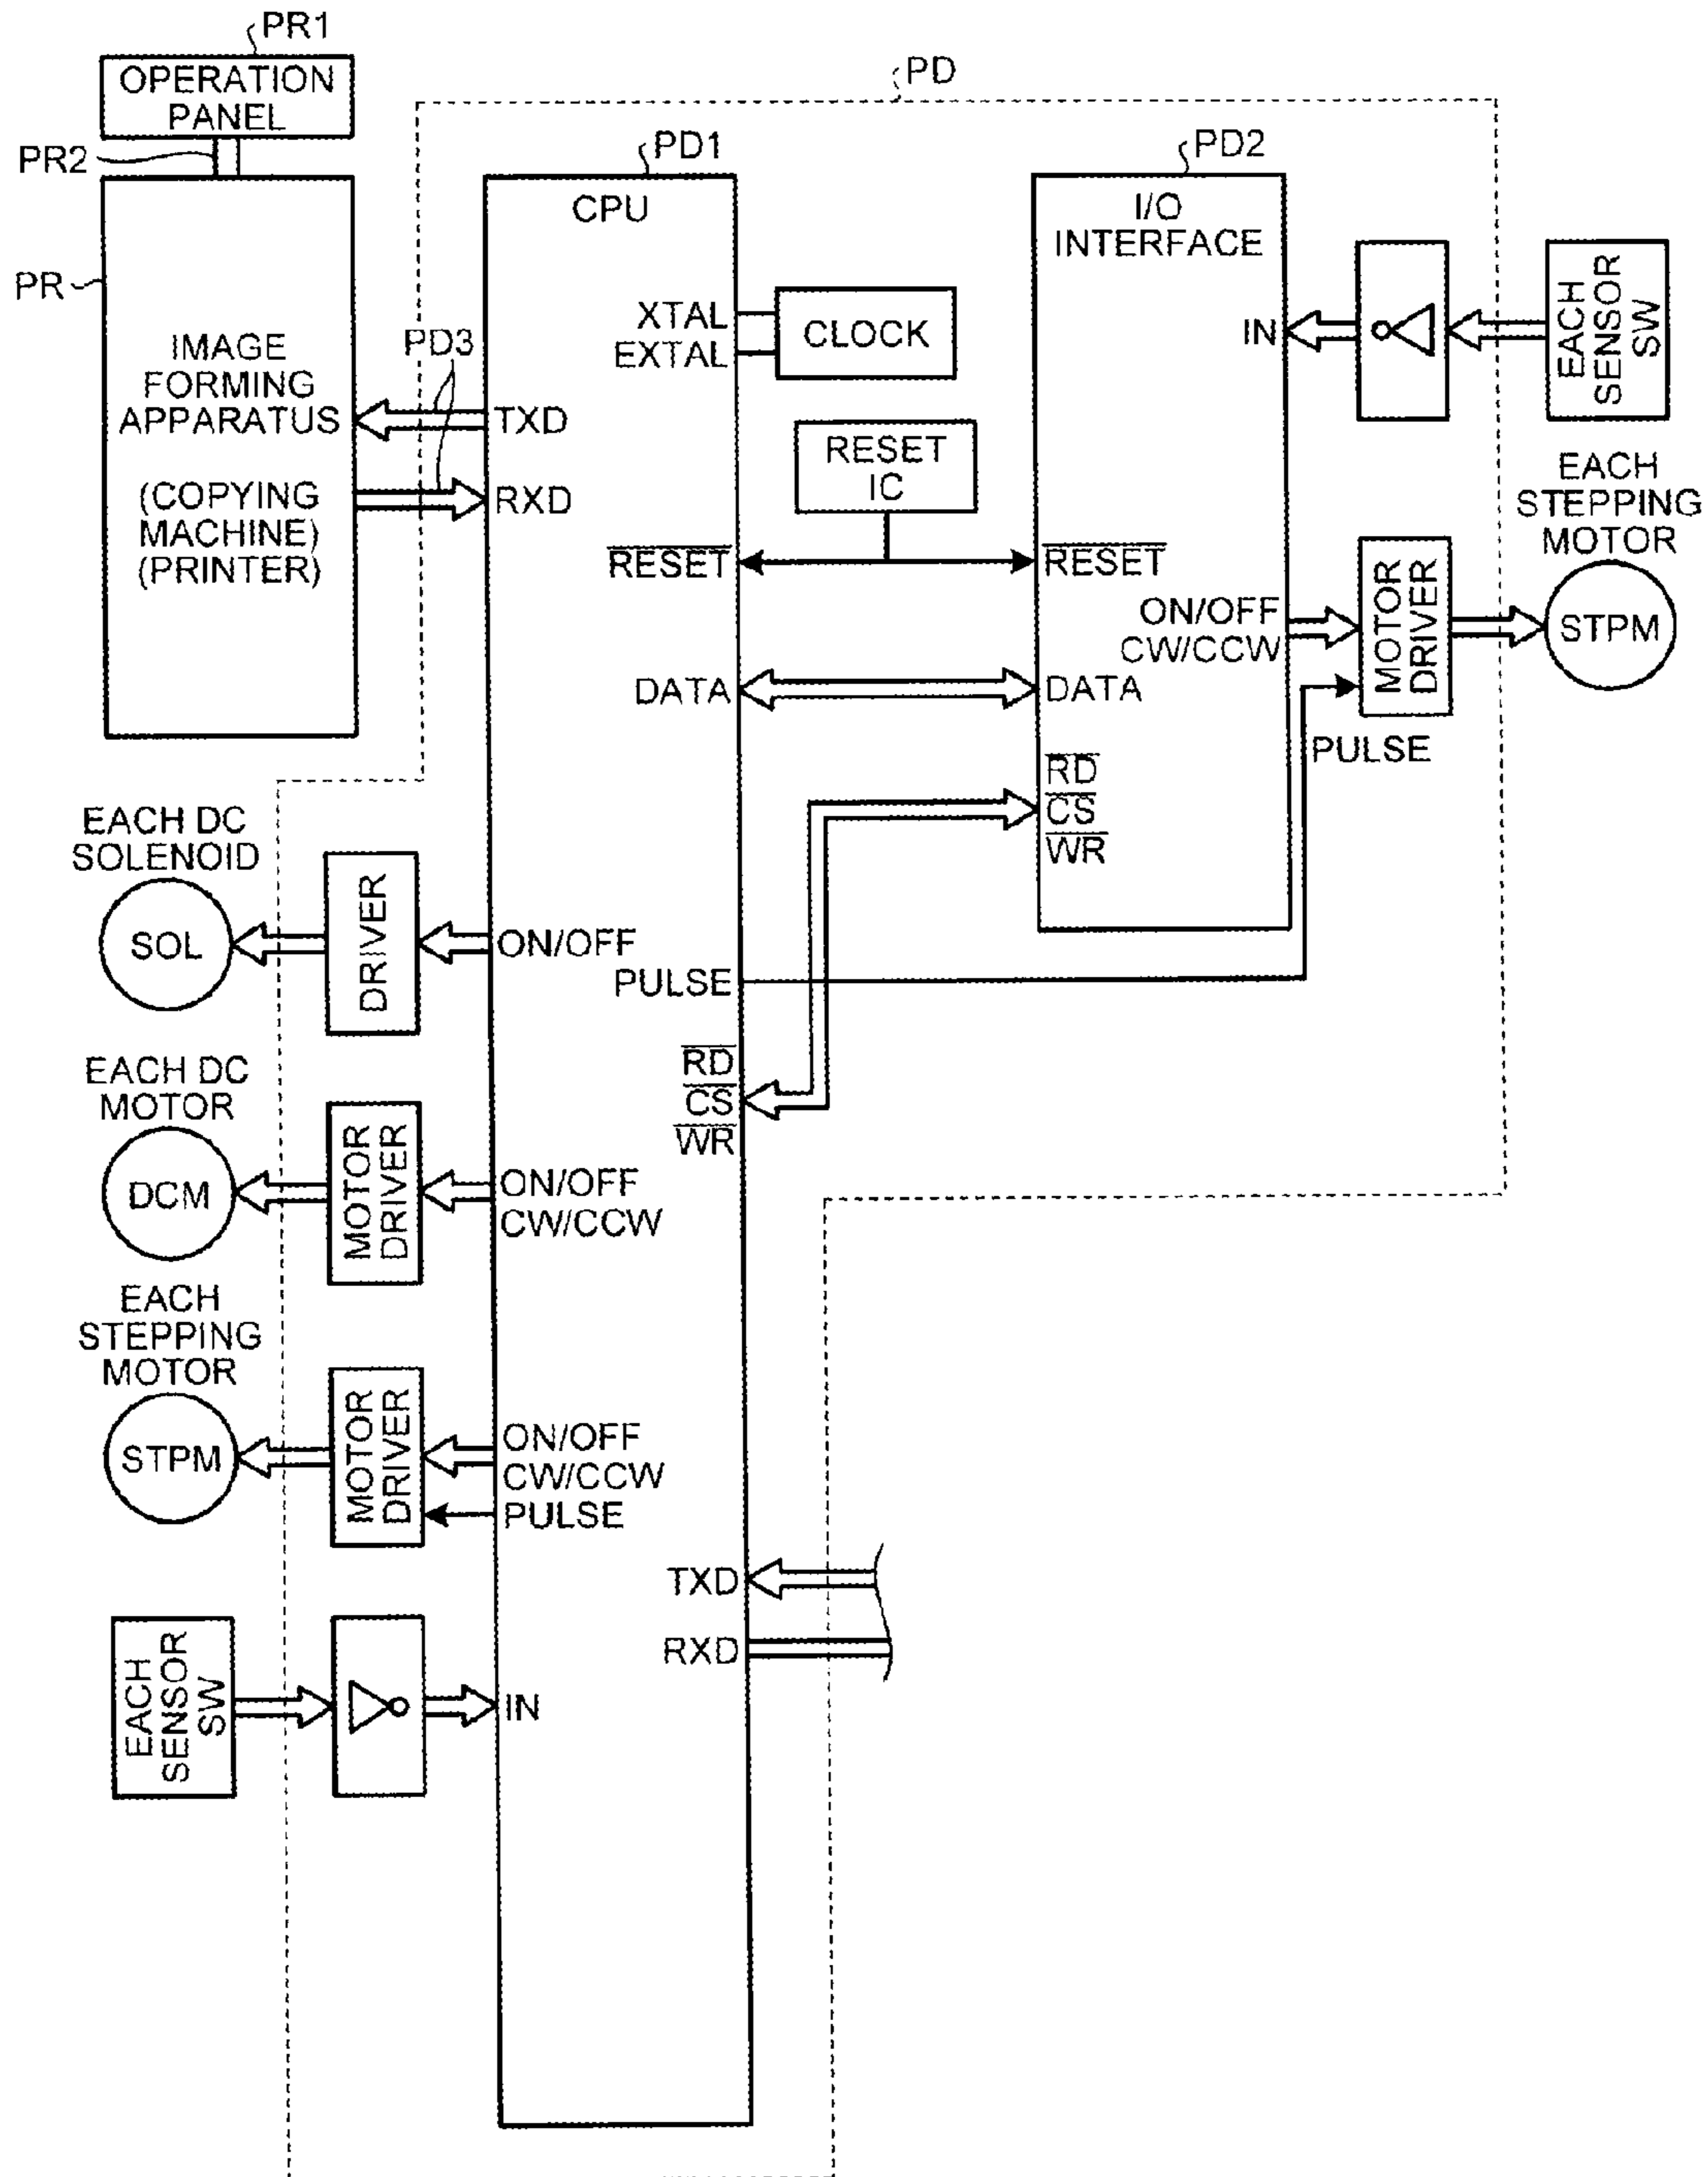 PR1
OPERATION
PANEL
PR2
PR
IMAGE
FORMING
APPARATUS
(COPYING
MACHINE)
(PRINTER)
PD3
PD
PD1
CPU
TXD
RXD
XTAL
EXTAL
CLOCK
RESET
IC
RESET
DATA
PD2
I/O
INTERFACE
IN
RESET
ON/OFF
CW/CCW
DATA
RD
CS
WR
EACH
SENSOR
SW
EACH
STEPPING
MOTOR
MOTOR
DRIVER
STPM
PULSE
EACH DC
SOLENOID
SOL
DRIVER
ON/OFF
PULSE
RD
CS
WR
EACH DC
MOTOR
DCM
MOTOR
DRIVER
ON/OFF
CW/CCW
EACH
STEPPING
MOTOR
STPM
MOTOR
DRIVER
ON/OFF
CW/CCW
PULSE
TXD
RXD
EACH
SENSOR
SW
IN